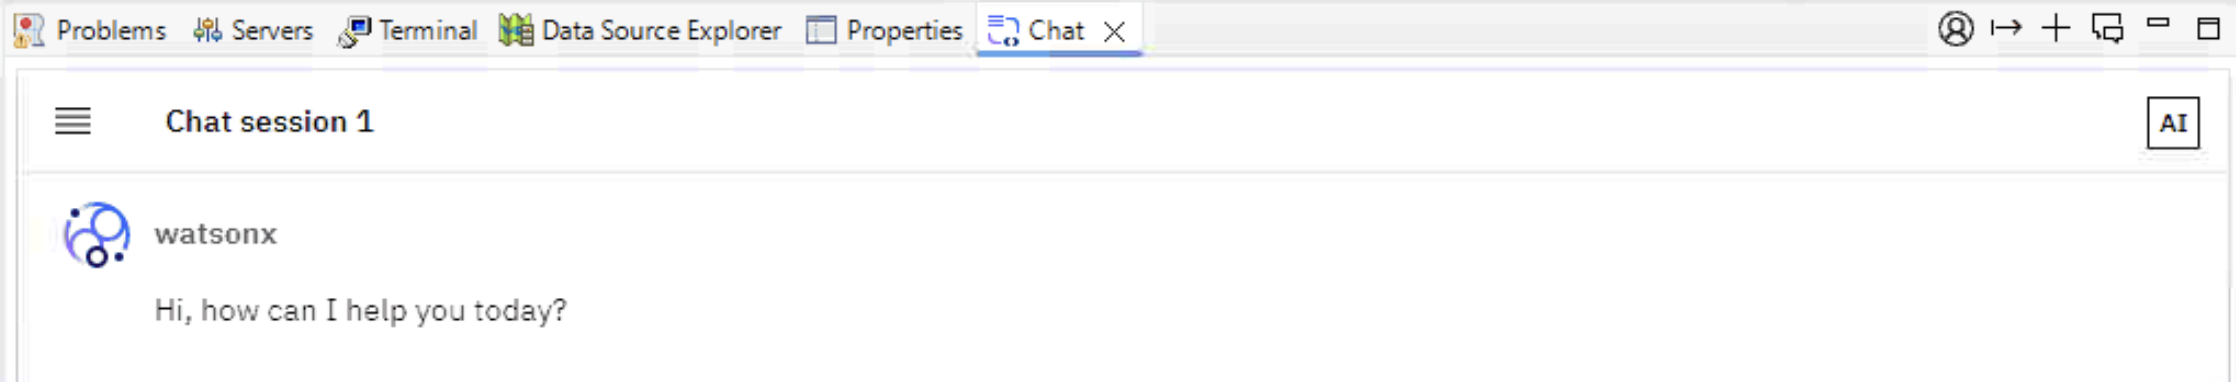 Problems Servers Terminal Data Source Explorer Properties Chat
Chat session 1 AI
watsonx
Hi, how can I help you today?